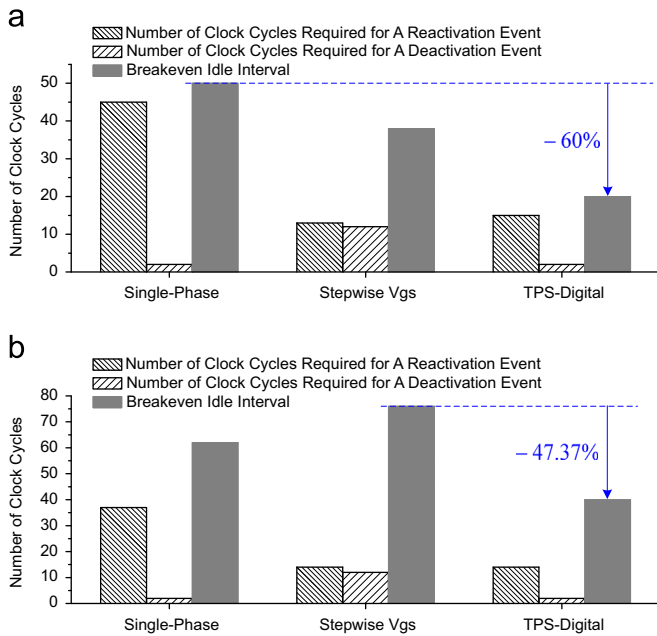 a
Number of Clock Cycles Required for A Reactivation Event
Number of Clock Cycles Required for A Deactivation Event
Breakeven Idle Interval
50
40
30
20
10
0
Number of Clock Cycles
– 60%
Single-Phase
Stepwise Vgs
TPS-Digital
b
Number of Clock Cycles Required for A Reactivation Event
Number of Clock Cycles Required for A Deactivation Event
Breakeven Idle Interval
80
70
60
50
40
30
20
10
0
Number of Clock Cycles
– 47.37%
Single-Phase
Stepwise Vgs
TPS-Digital